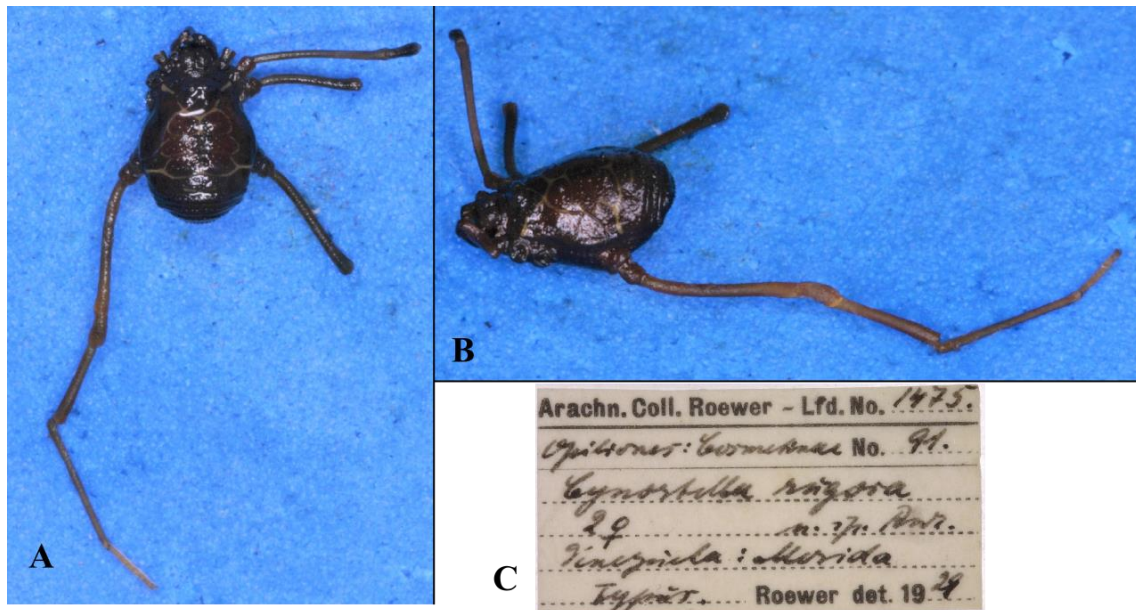 A
B
C
Arachn. Coll. Roewer - Lfd. No. 1475.
Opiliones: Cosmetinae No. 91.
Cynortella rugosa
2♀ n. sp. Rwr.
Venezuela: Merida
Typus. Roewer det. 1929